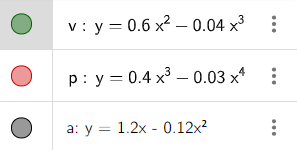 v : y = 0.6 x² − 0.04 x³
p : y = 0.4 x³ − 0.03 x⁴
a: y = 1.2x - 0.12x²